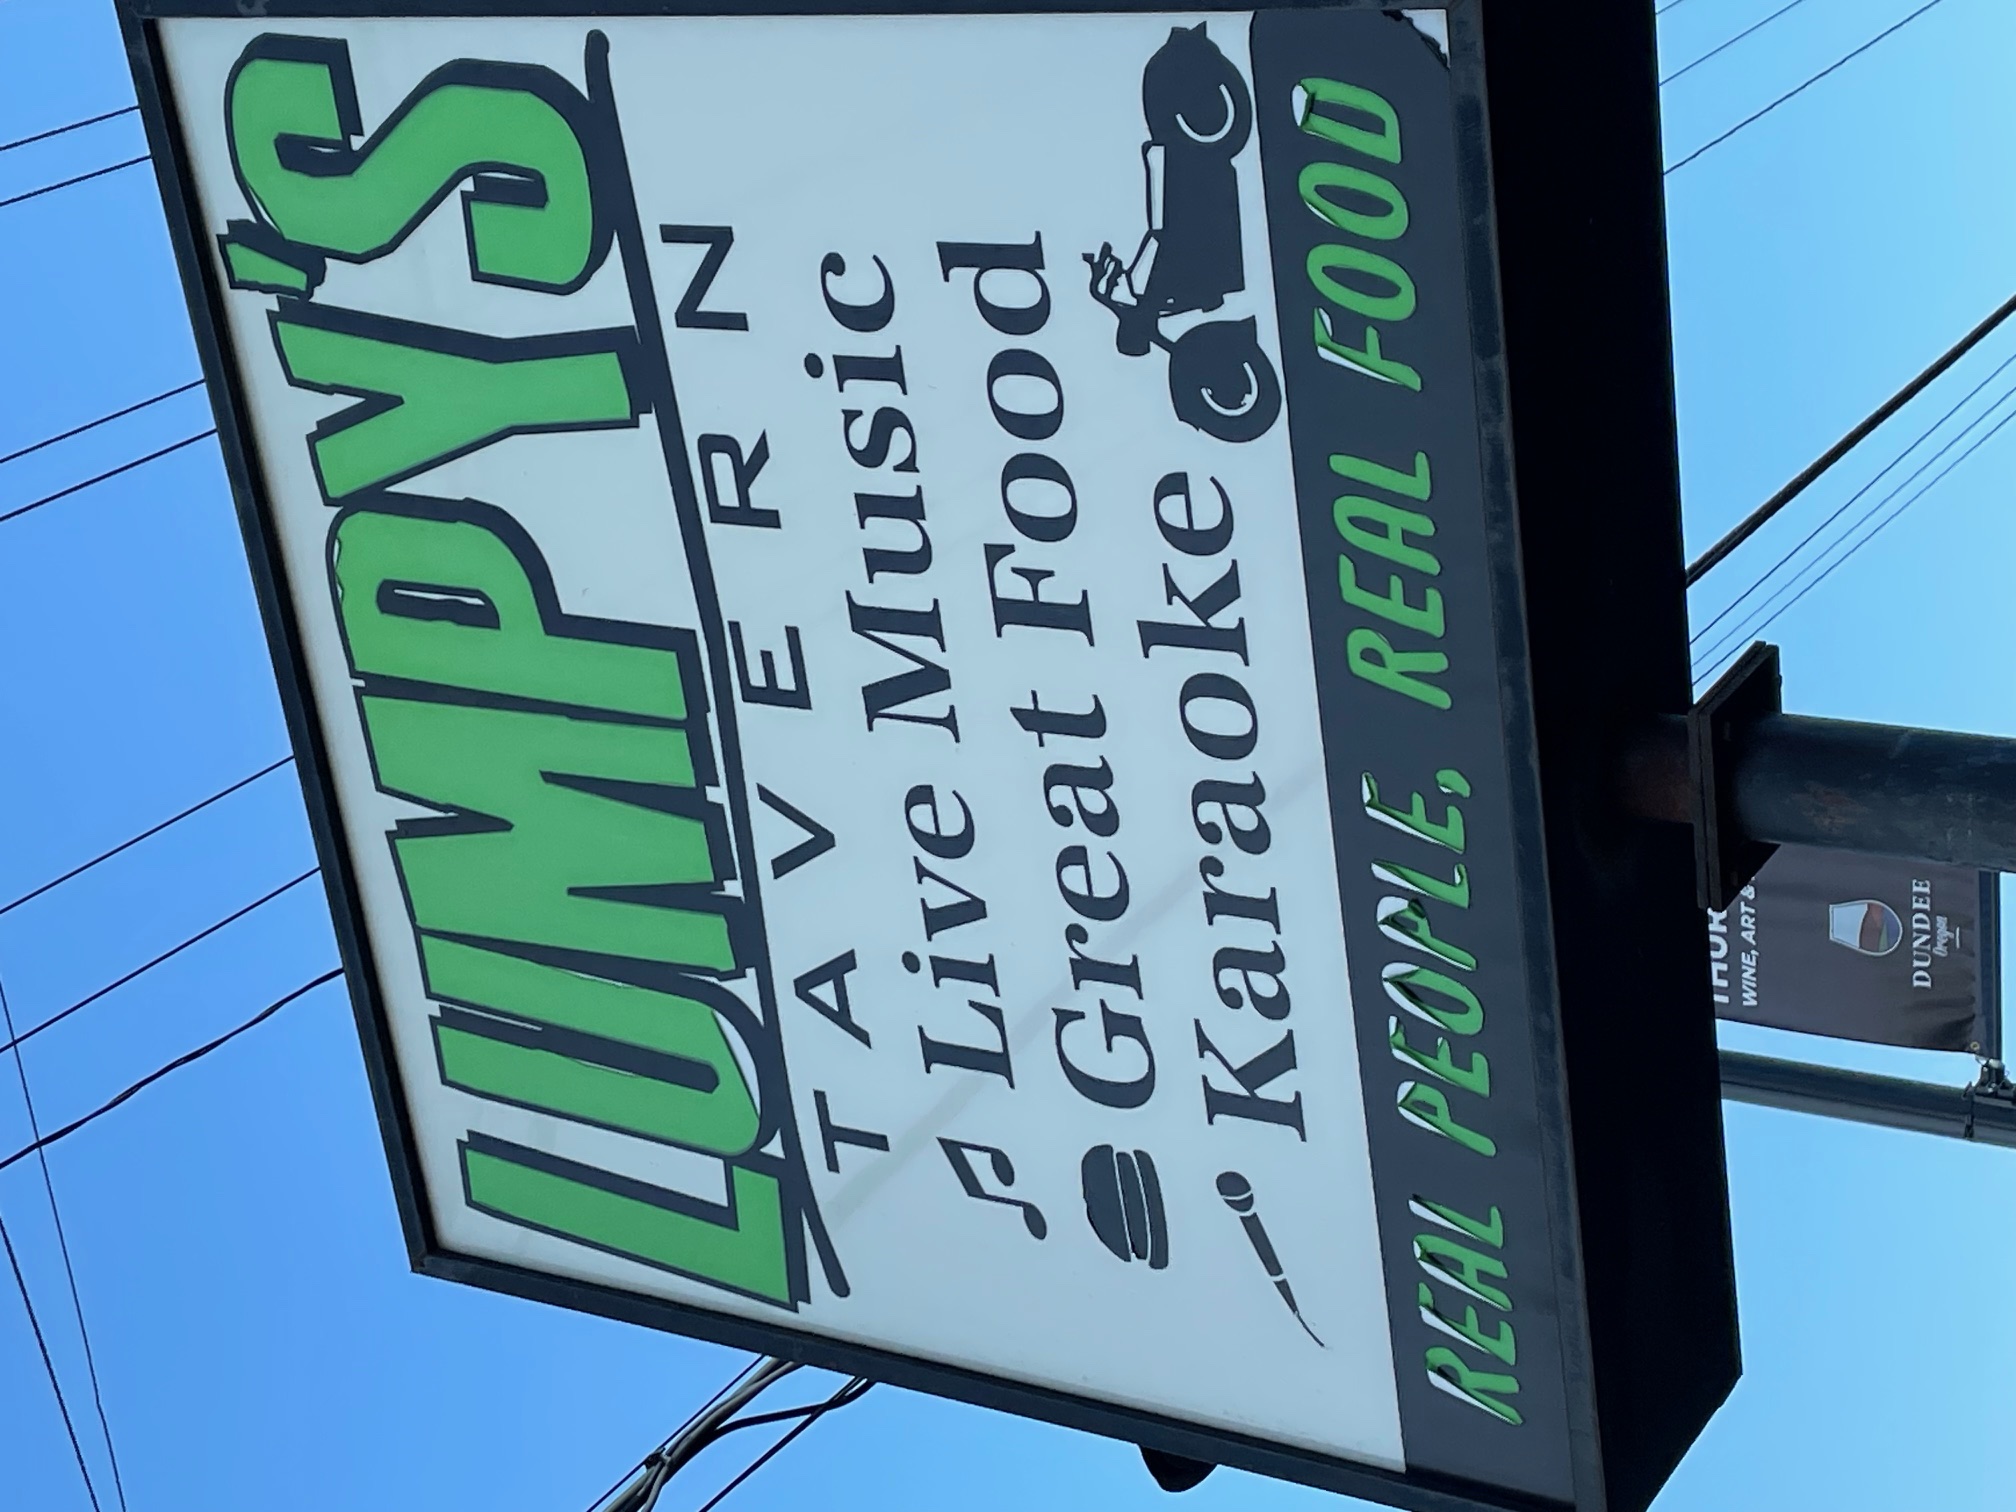 LUMPY'S
TAVERN
Live Music
Great Food
Karaoke
REAL PEOPLE, REAL FOOD
WINE, ART &
DUNDEE
Oregon